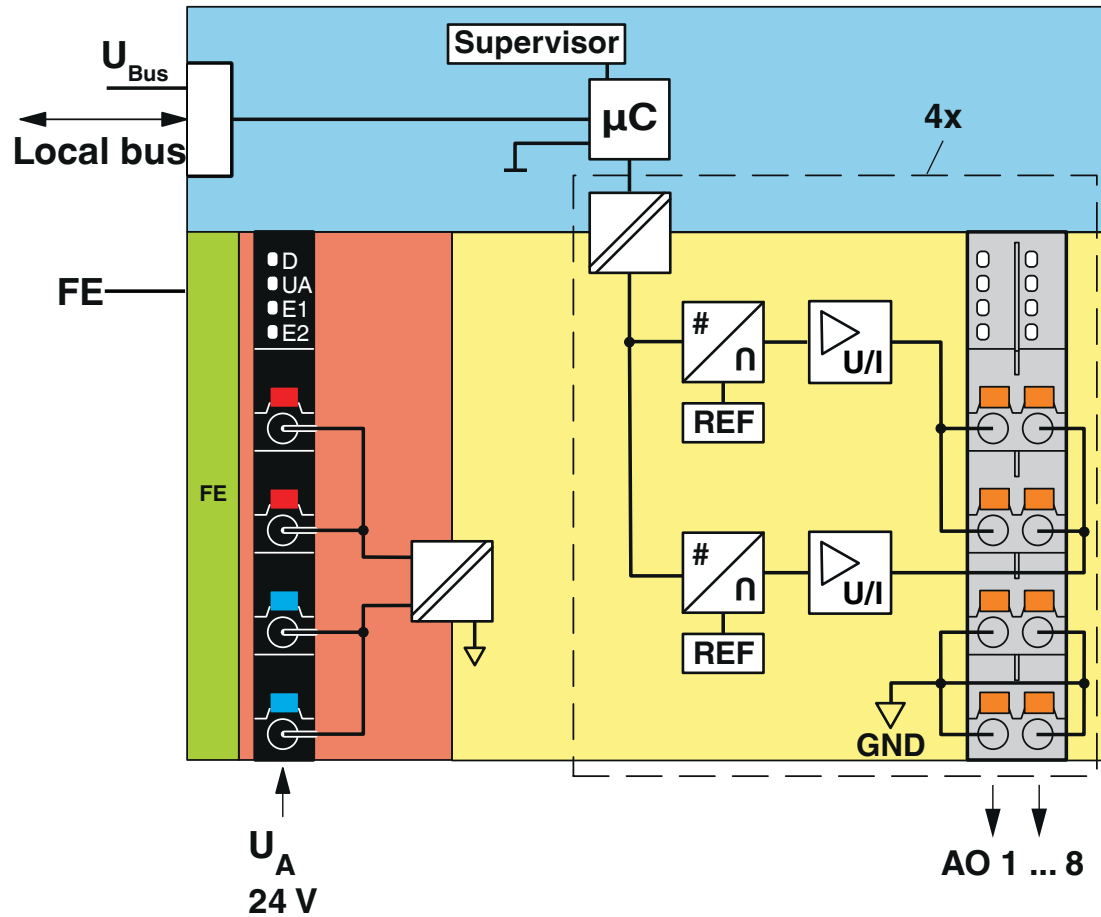 Supervisor
U Bus
µC
4x
Local bus
D
UA
E1
E2
FE
#
∩
U/I
REF
FE
#
∩
U/I
REF
GND
U A
24 V
AO 1 ... 8